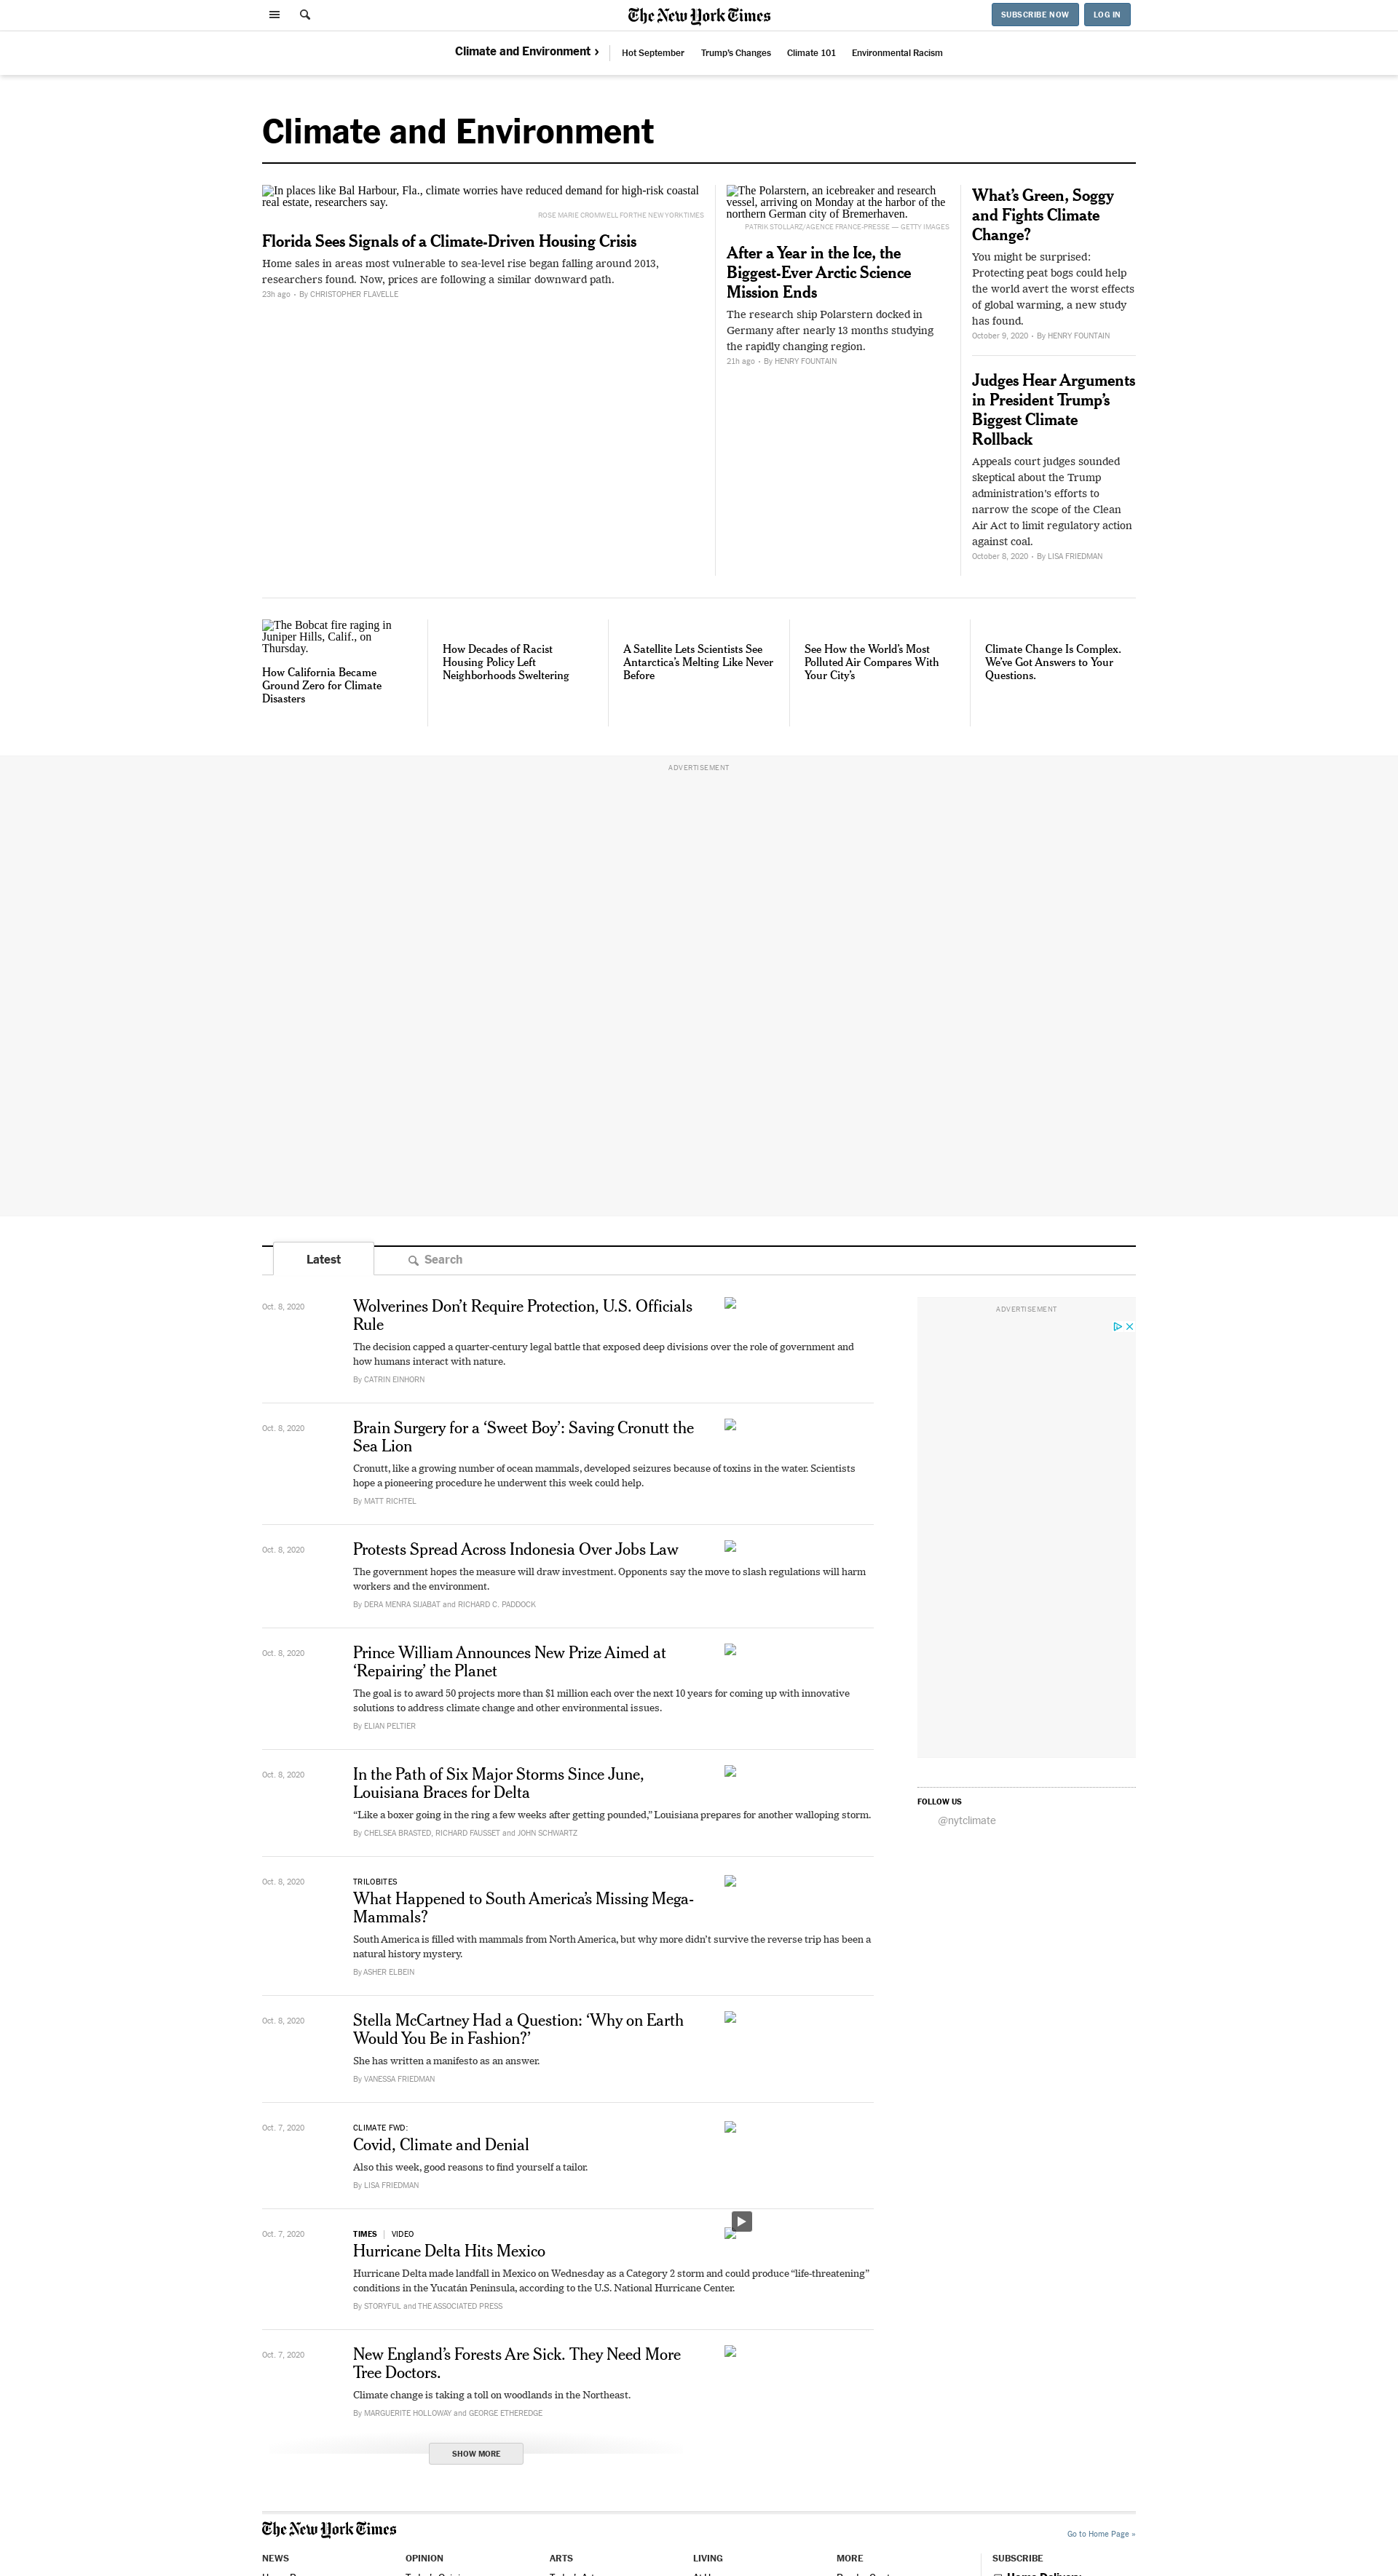 The New York Times
SUBSCRIBE NOW
LOG IN
Climate and Environment ›
Hot September
Trump's Changes
Climate 101
Environmental Racism
Climate and Environment
In places like Bal Harbour, Fla., climate worries have reduced demand for high-risk coastal
real estate, researchers say.
ROSE MARIE CROMWELL FOR THE NEW YORK TIMES
Florida Sees Signals of a Climate-Driven Housing Crisis
Home sales in areas most vulnerable to sea-level rise began falling around 2013,
researchers found. Now, prices are following a similar downward path.
23h ago • By CHRISTOPHER FLAVELLE
The Polarstern, an icebreaker and research
vessel, arriving on Monday at the harbor of the
northern German city of Bremerhaven.
PATRIK STOLLARZ/AGENCE FRANCE-PRESSE — GETTY IMAGES
After a Year in the Ice, the
Biggest-Ever Arctic Science
Mission Ends
The research ship Polarstern docked in
Germany after nearly 13 months studying
the rapidly changing region.
21h ago • By HENRY FOUNTAIN
What's Green, Soggy
and Fights Climate
Change?
You might be surprised:
Protecting peat bogs could help
the world avert the worst effects
of global warming, a new study
has found.
October 9, 2020 • By HENRY FOUNTAIN
Judges Hear Arguments
in President Trump's
Biggest Climate
Rollback
Appeals court judges sounded
skeptical about the Trump
administration's efforts to
narrow the scope of the Clean
Air Act to limit regulatory action
against coal.
October 8, 2020 • By LISA FRIEDMAN
The Bobcat fire raging in
Juniper Hills, Calif., on
Thursday.
How California Became
Ground Zero for Climate
Disasters
How Decades of Racist
Housing Policy Left
Neighborhoods Sweltering
A Satellite Lets Scientists See
Antarctica's Melting Like Never
Before
See How the World's Most
Polluted Air Compares With
Your City's
Climate Change Is Complex.
We've Got Answers to Your
Questions.
ADVERTISEMENT
Latest
Search
Oct. 8, 2020
Wolverines Don't Require Protection, U.S. Officials
Rule
The decision capped a quarter-century legal battle that exposed deep divisions over the role of government and
how humans interact with nature.
By CATRIN EINHORN
Oct. 8, 2020
Brain Surgery for a 'Sweet Boy': Saving Cronutt the
Sea Lion
Cronutt, like a growing number of ocean mammals, developed seizures because of toxins in the water. Scientists
hope a pioneering procedure he underwent this week could help.
By MATT RICHTEL
Oct. 8, 2020
Protests Spread Across Indonesia Over Jobs Law
The government hopes the measure will draw investment. Opponents say the move to slash regulations will harm
workers and the environment.
By DERA MENRA SIJABAT and RICHARD C. PADDOCK
Oct. 8, 2020
Prince William Announces New Prize Aimed at
'Repairing' the Planet
The goal is to award 50 projects more than $1 million each over the next 10 years for coming up with innovative
solutions to address climate change and other environmental issues.
By ELIAN PELTIER
Oct. 8, 2020
In the Path of Six Major Storms Since June,
Louisiana Braces for Delta
“Like a boxer going in the ring a few weeks after getting pounded,” Louisiana prepares for another walloping storm.
By CHELSEA BRASTED, RICHARD FAUSSET and JOHN SCHWARTZ
Oct. 8, 2020
TRILOBITES
What Happened to South America's Missing Mega-
Mammals?
South America is filled with mammals from North America, but why more didn't survive the reverse trip has been a
natural history mystery.
By ASHER ELBEIN
Oct. 8, 2020
Stella McCartney Had a Question: 'Why on Earth
Would You Be in Fashion?'
She has written a manifesto as an answer.
By VANESSA FRIEDMAN
Oct. 7, 2020
CLIMATE FWD:
Covid, Climate and Denial
Also this week, good reasons to find yourself a tailor.
By LISA FRIEDMAN
Oct. 7, 2020
TIMES | VIDEO
Hurricane Delta Hits Mexico
Hurricane Delta made landfall in Mexico on Wednesday as a Category 2 storm and could produce “life-threatening”
conditions in the Yucatán Peninsula, according to the U.S. National Hurricane Center.
By STORYFUL and THE ASSOCIATED PRESS
Oct. 7, 2020
New England's Forests Are Sick. They Need More
Tree Doctors.
Climate change is taking a toll on woodlands in the Northeast.
By MARGUERITE HOLLOWAY and GEORGE ETHEREDGE
SHOW MORE
ADVERTISEMENT
FOLLOW US
@nytclimate
The New York Times
Go to Home Page »
NEWS
OPINION
ARTS
LIVING
MORE
SUBSCRIBE